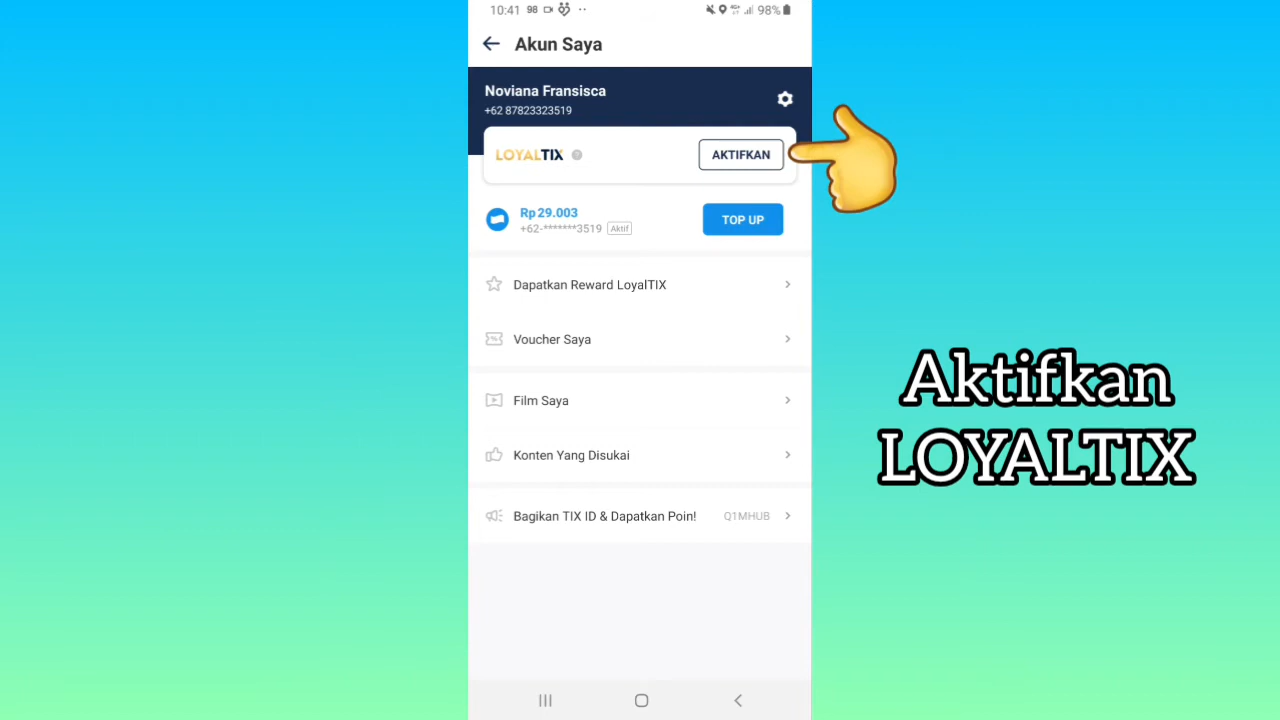 10:41 98 98%
Akun Saya
Noviana Fransisca
+62 87823323519
LOYALTIX ?
AKTIFKAN
Rp 29.003
+62-*******3519 Aktif
TOP UP
Dapatkan Reward LoyalTIX
Voucher Saya
Film Saya
Konten Yang Disukai
Bagikan TIX ID & Dapatkan Poin! Q1MHUB
Aktifkan
LOYALTIX